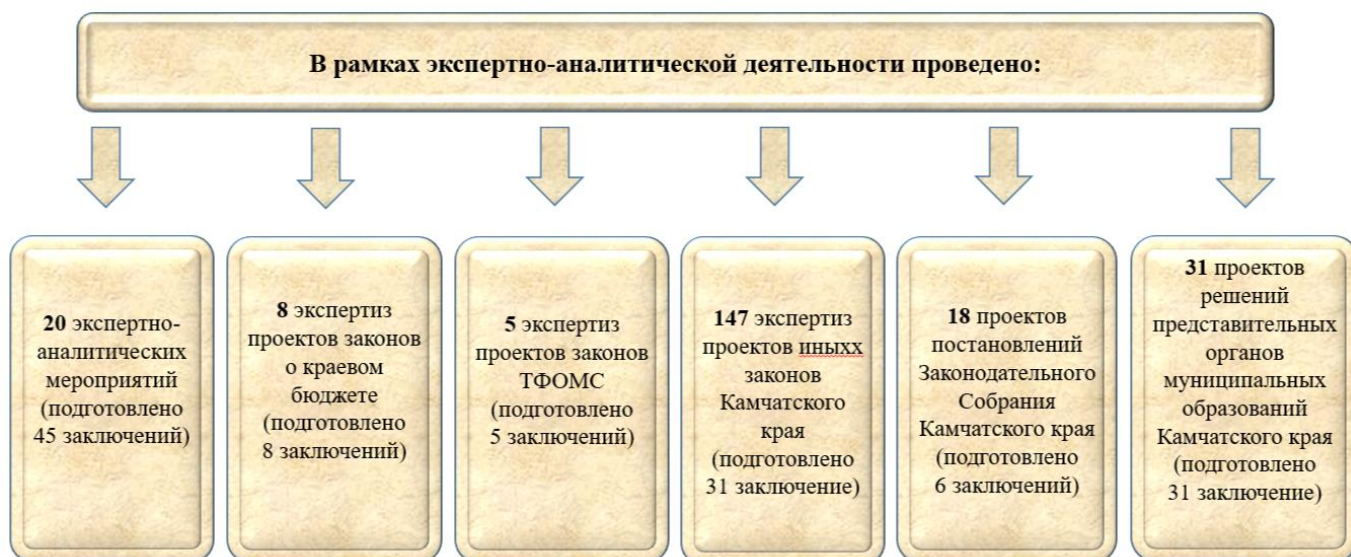 В рамках экспертно-аналитической деятельности проведено:
20 экспертно-
аналитических
мероприятий
(подготовлено
45 заключений)
8 экспертиз
проектов законов
о краевом
бюджете
(подготовлено
8 заключений)
5 экспертиз
проектов законов
ТФОМС
(подготовлено
5 заключений)
147 экспертиз
проектов иныхх
законов
Камчатского
края
(подготовлено
31 заключение)
18 проектов
постановлений
Законодательного
Собрания
Камчатского края
(подготовлено
6 заключений)
31 проектов
решений
представительных
органов
муниципальных
образований
Камчатского края
(подготовлено
31 заключение)